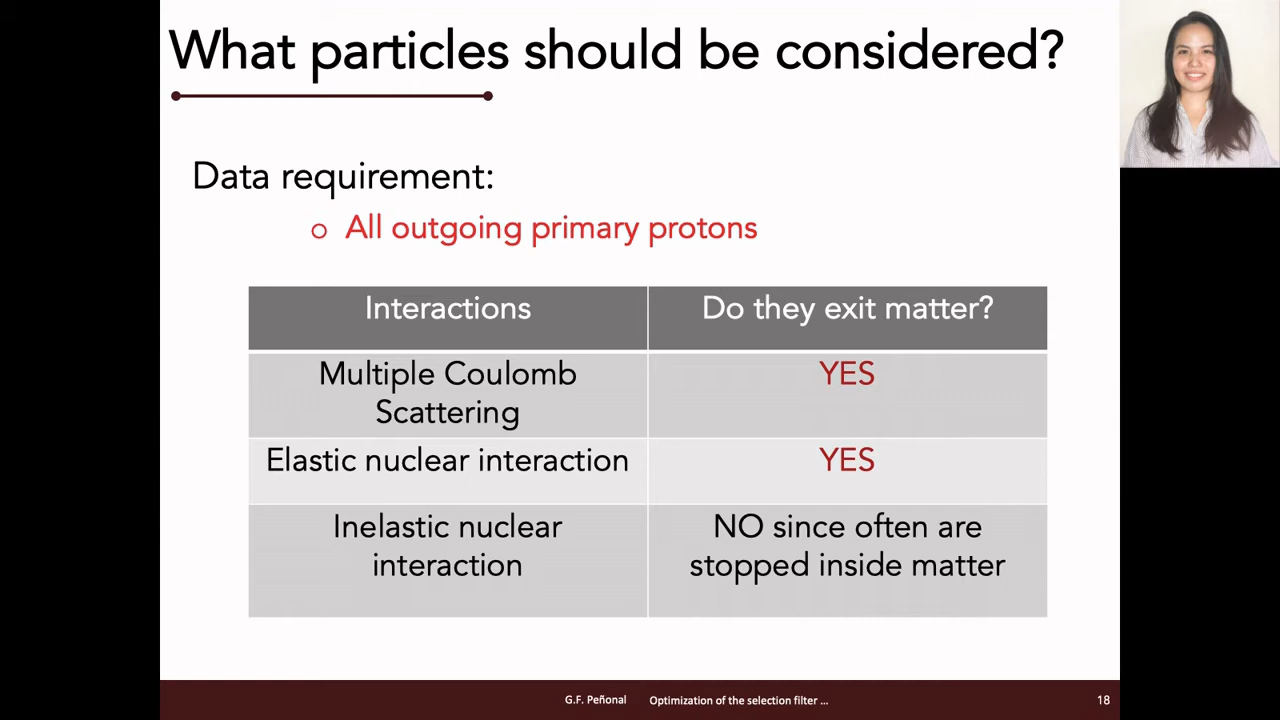 What particles should be considered?
Data requirement:
o All outgoing primary protons
Interactions
Do they exit matter?
Multiple Coulomb
Scattering
YES
Elastic nuclear interaction
YES
Inelastic nuclear
interaction
NO since often are
stopped inside matter
G.F. Peñonal
Optimization of the selection filter ...
18